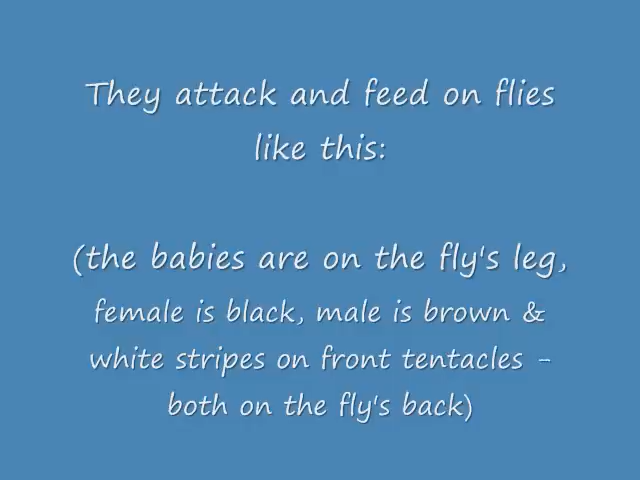 They attack and feed on flies
like this:
(the babies are on the fly's leg,
female is black, male is brown &
white stripes on front tentacles -
both on the fly's back)